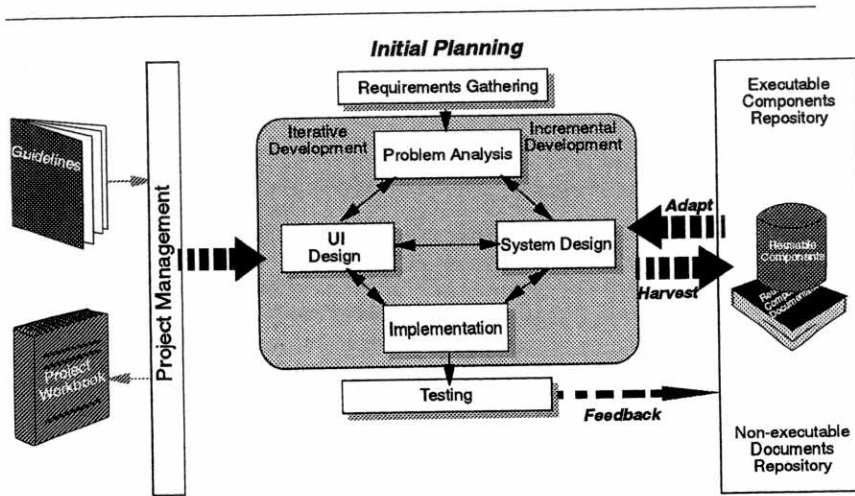 Initial Planning
Requirements Gathering
Iterative
Development
Incremental
Development
Problem Analysis
UI
Design
System Design
Implementation
Testing
Guidelines
Project
Workbook
Project Management
Adapt
Harvest
Feedback
Executable
Components
Repository
Reusable
Components
Non-executable
Documents
Repository